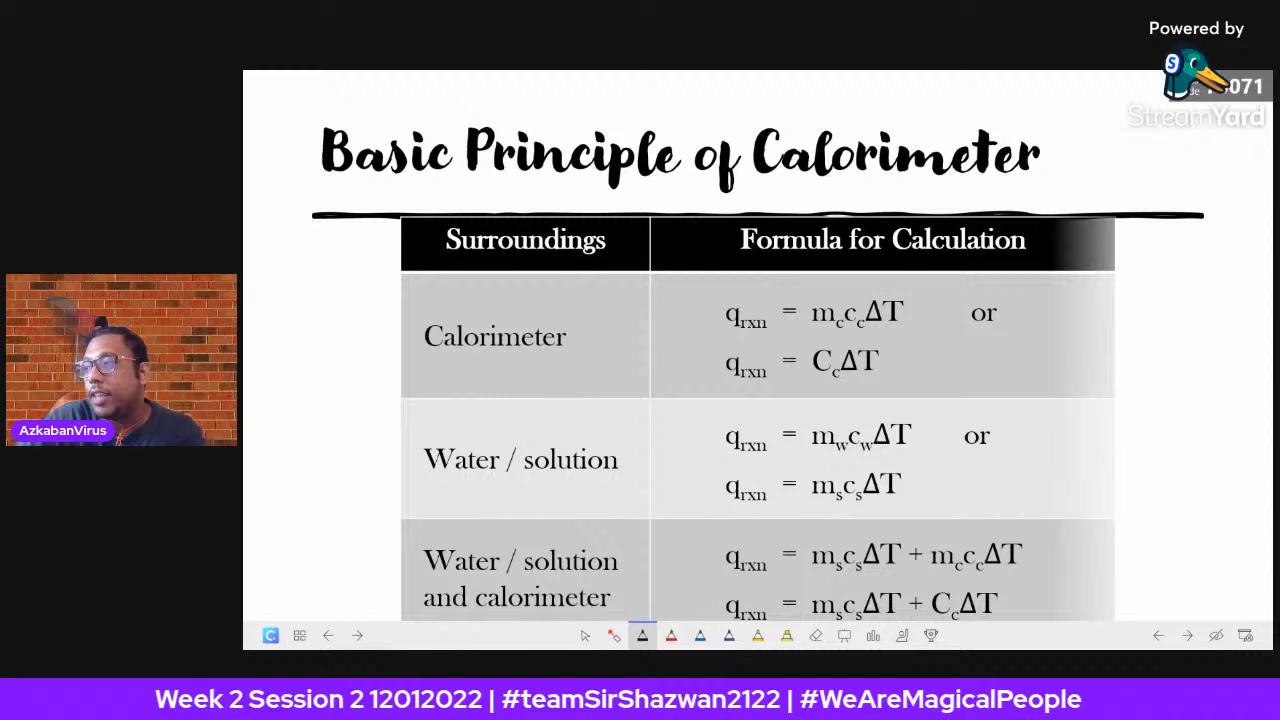 Powered by
S
071
StreamYard
Basic Principle of Calorimeter
Surroundings Formula for Calculation
Calorimeter
qrxn = mcccΔT or
qrxn = CcΔT
Water / solution
qrxn = mwcwΔT or
qrxn = mscsΔT
Water / solution
and calorimeter
qrxn = mscsΔT + mcccΔT
qrxn = mscsΔT + CcΔT
AzkabanVirus
C
Week 2 Session 2 12012022 | #teamSirShazwan2122 | #WeAreMagicalPeople